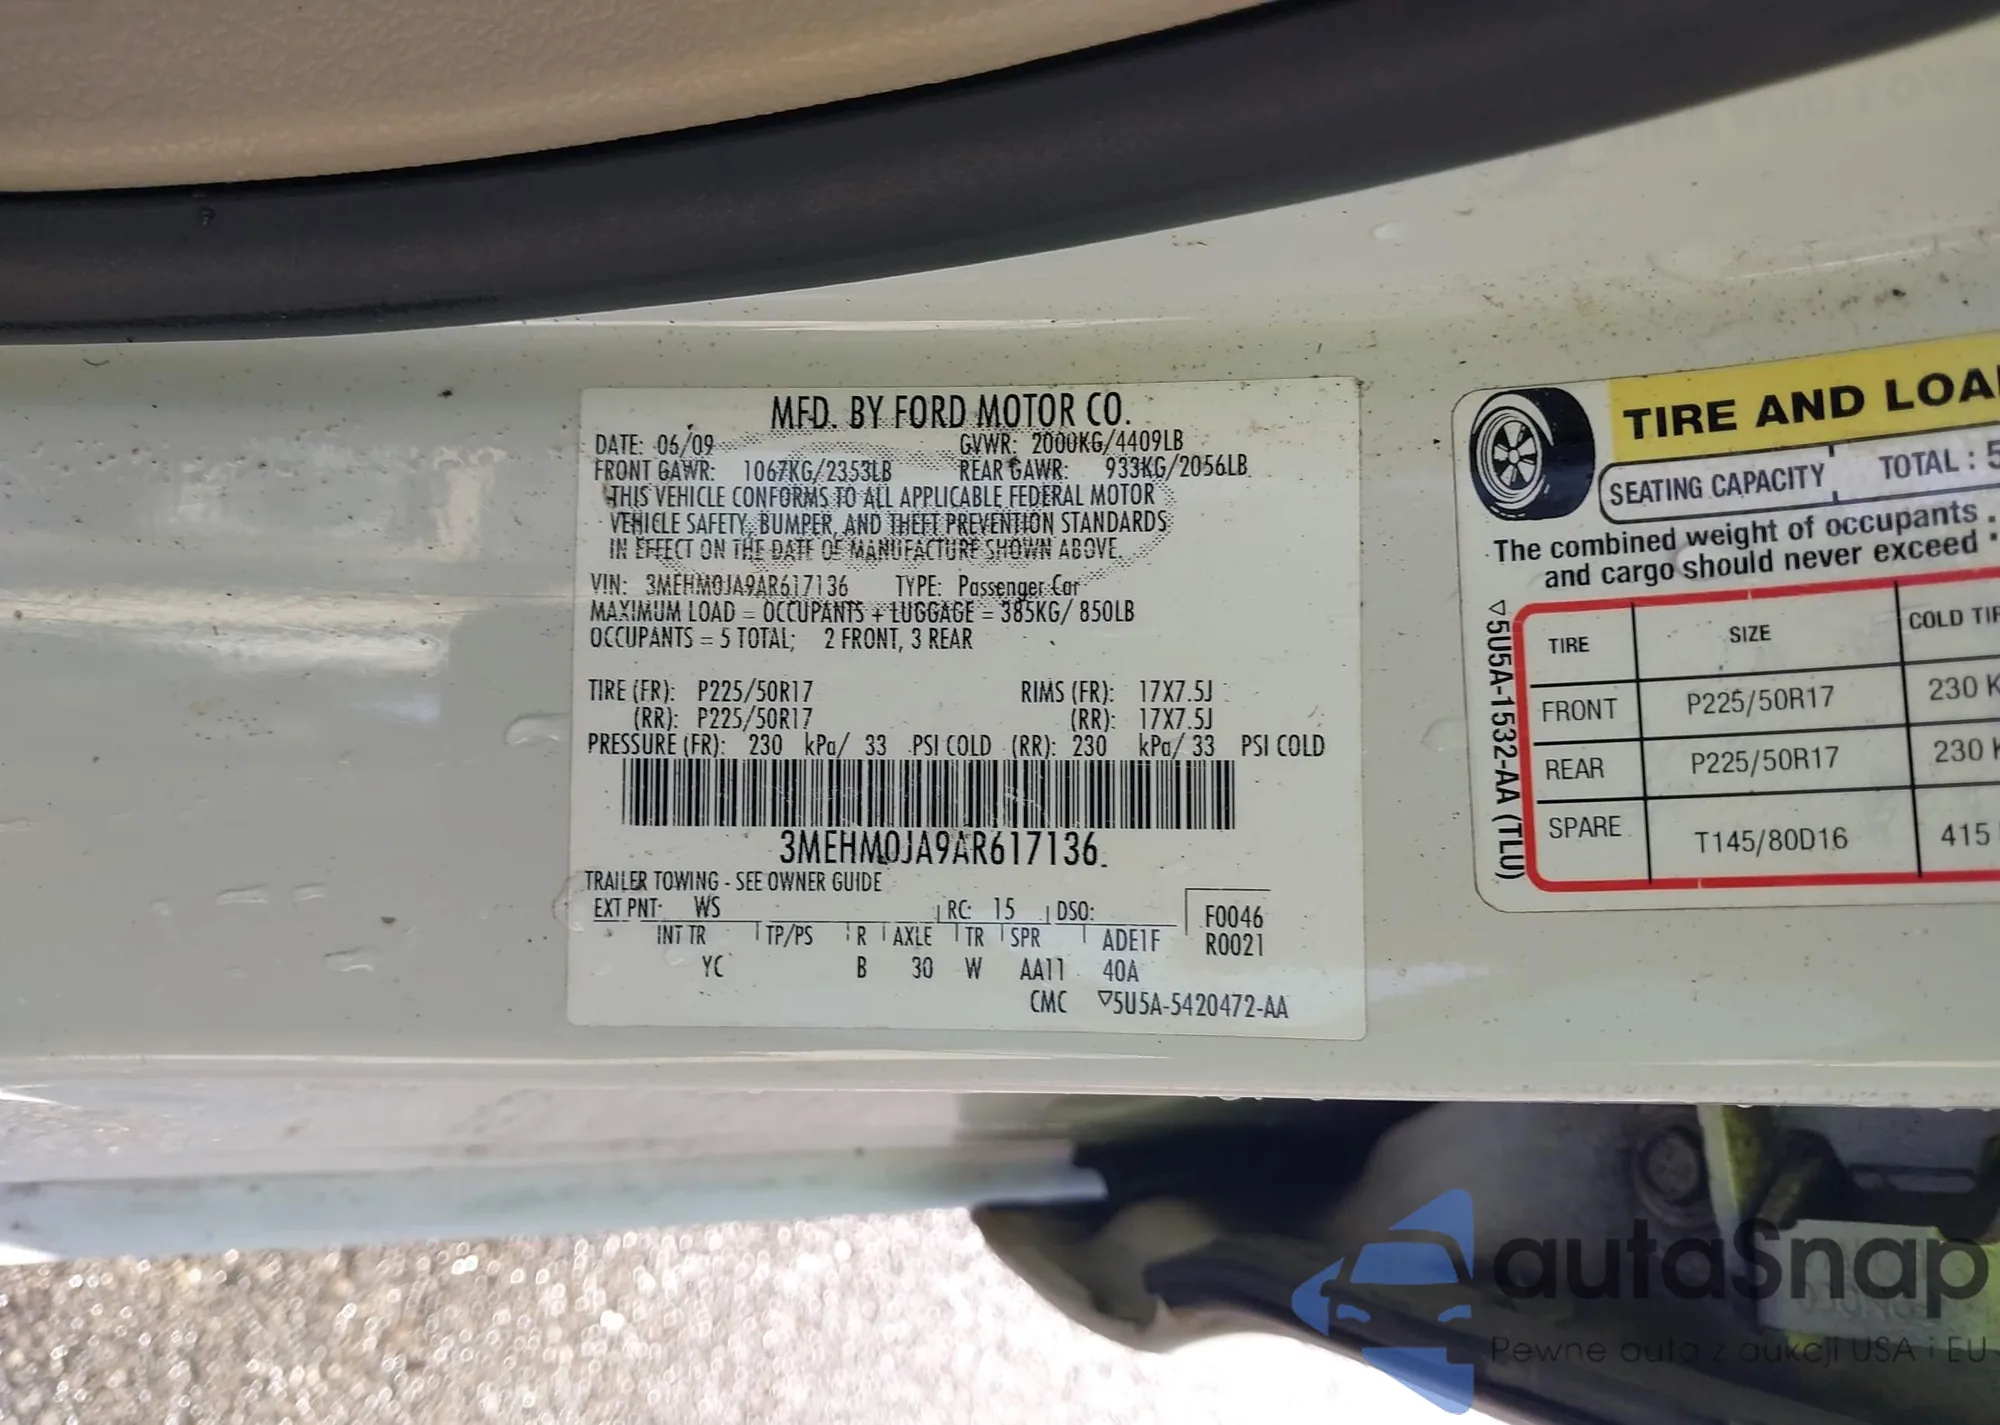 MFD. BY FORD MOTOR CO.
DATE: 06/09 GVWR: 2000KG/4409LB
FRONT GAWR: 1067KG/2353LB REAR GAWR: 933KG/2056LB
THIS VEHICLE CONFORMS TO ALL APPLICABLE FEDERAL MOTOR
VEHICLE SAFETY, BUMPER, AND THEFT PREVENTION STANDARDS
IN EFFECT ON THE DATE OF MANUFACTURE SHOWN ABOVE.
VIN: 3MEHM0JA9AR617136 TYPE: Passenger Car
MAXIMUM LOAD = OCCUPANTS + LUGGAGE = 385KG/ 850LB
OCCUPANTS = 5 TOTAL; 2 FRONT, 3 REAR
TIRE (FR): P225/50R17 RIMS (FR): 17X7.5J
(RR): P225/50R17 (RR): 17X7.5J
PRESSURE (FR): 230 kPa/ 33 PSI COLD (RR): 230 kPa/ 33 PSI COLD
3MEHM0JA9AR617136
TRAILER TOWING - SEE OWNER GUIDE
EXT PNT: WS RC: 15 DSO: F0046
INT TR TP/PS R AXLE TR SPR ADE1F R0021
YC B 30 W AA11 40A
CMC ▽5U5A-5420472-AA
TIRE AND LOA
SEATING CAPACITY TOTAL : 5
The combined weight of occupants
and cargo should never exceed
▽5U5A-1532-AA (TLU)
TIRE SIZE COLD TIR
FRONT P225/50R17 230 K
REAR P225/50R17 230 K
SPARE T145/80D16 415
autaSnap
Pewne auta z aukcji USA i EU